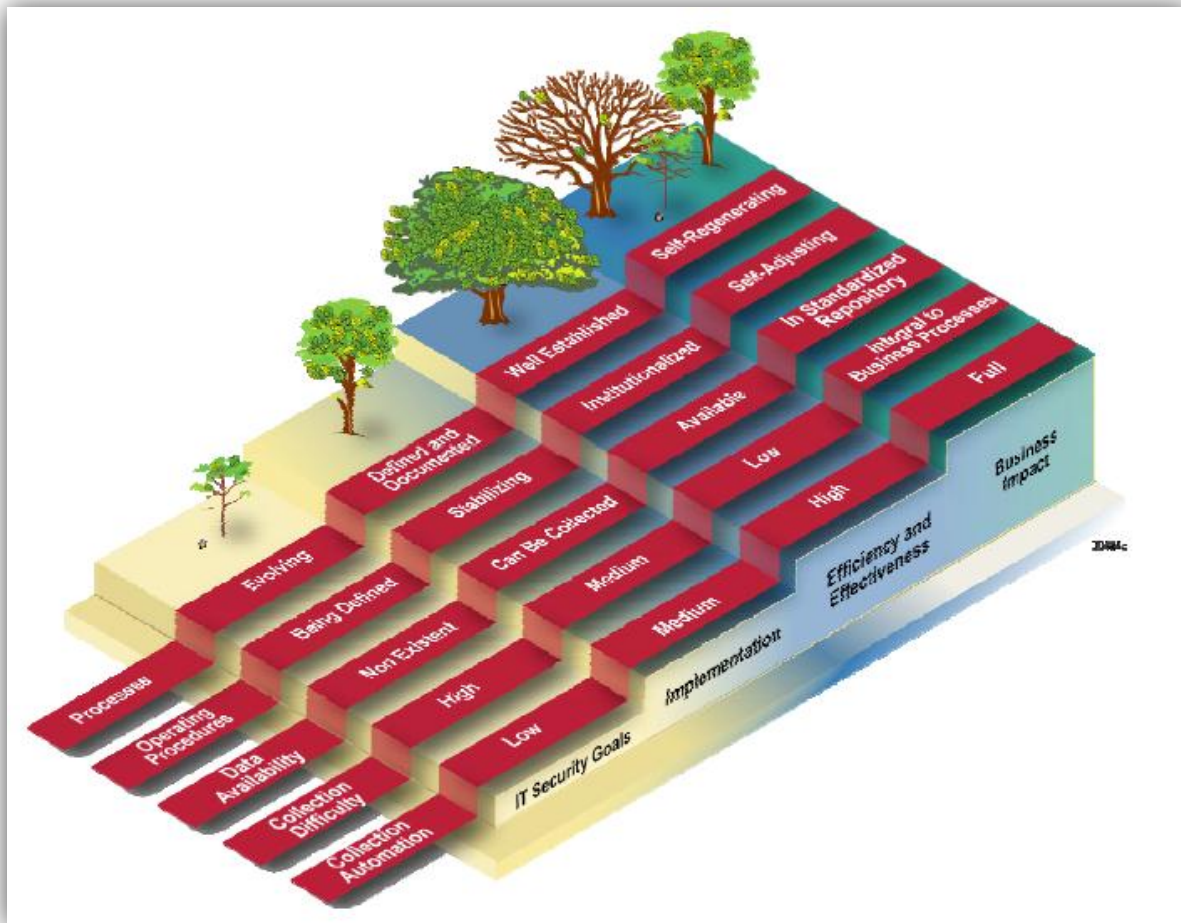 Self-Regenerating
Self-Adjusting
In Standardized
Repository
Integral to
Business Processes
Full
Well Established
Institutionalized
Available
Low
High
Defined and
Documented
Stabilizing
Can Be Collected
Medium
Medium
Evolving
Being Defined
Non Existent
High
Low
Processes
Operating
Procedures
Data
Availability
Collection
Difficulty
Collection
Automation
IT Security Goals
Implementation
Efficiency and
Effectiveness
Business
Impact